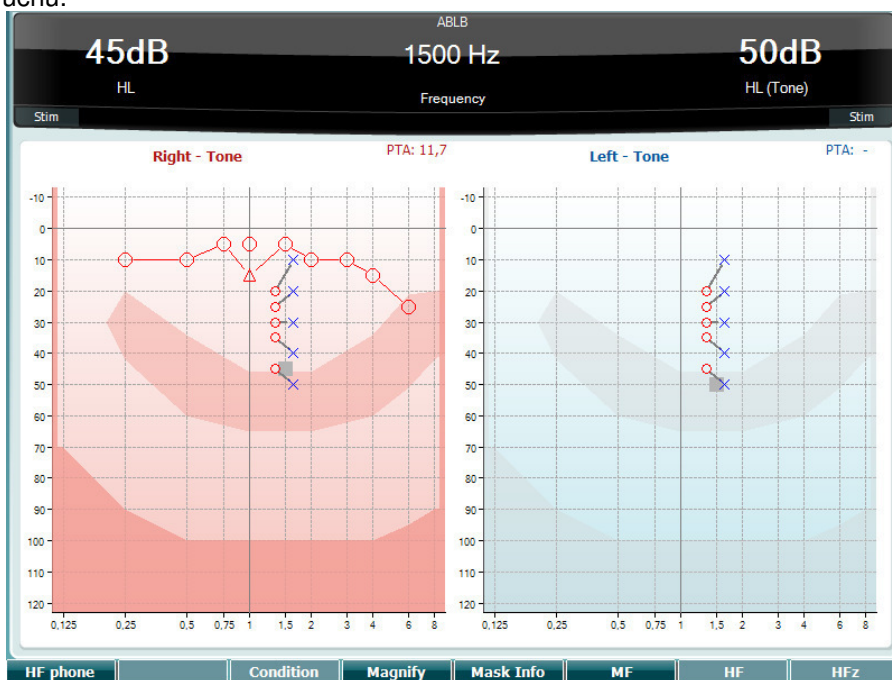 uchu.
ABLB
45dB 1500 Hz 50dB
HL Frequency HL (Tone)
Stim Stim
Right - Tone PTA: 11,7 Left - Tone PTA: -
-10 -10
0 0
10 10
20 20
30 30
40 40
50 50
60 60
70 70
80 80
90 90
100 100
110 110
120 120
0,125 0,25 0,5 0,75 1 1,5 2 3 4 6 8 0,125 0,25 0,5 0,75 1 1,5 2 3 4 6 8
HF phone Condition Magnify Mask Info MF HF HFz